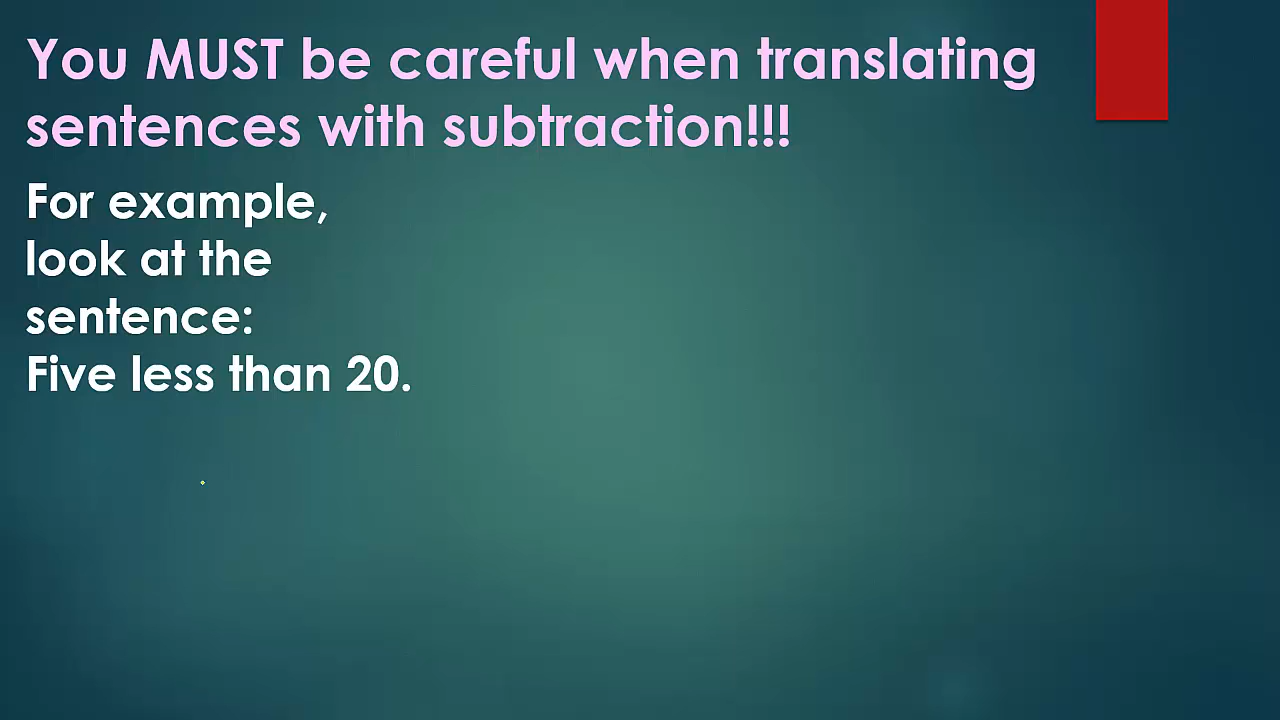 You MUST be careful when translating
sentences with subtraction!!!
For example,
look at the
sentence:
Five less than 20.